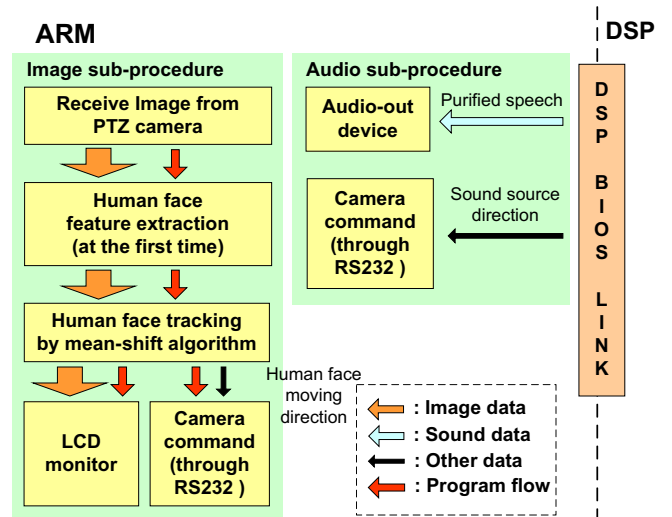 ARM
DSP
Image sub-procedure
Receive Image from
PTZ camera
Human face
feature extraction
(at the first time)
Human face tracking
by mean-shift algorithm
LCD
monitor
Camera
command
(through
RS232 )
Human face
moving
direction
Audio sub-procedure
Audio-out
device
Purified speech
Camera
command
(through
RS232 )
Sound source
direction
DSP BIOS LINK
: Image data
: Sound data
: Other data
: Program flow